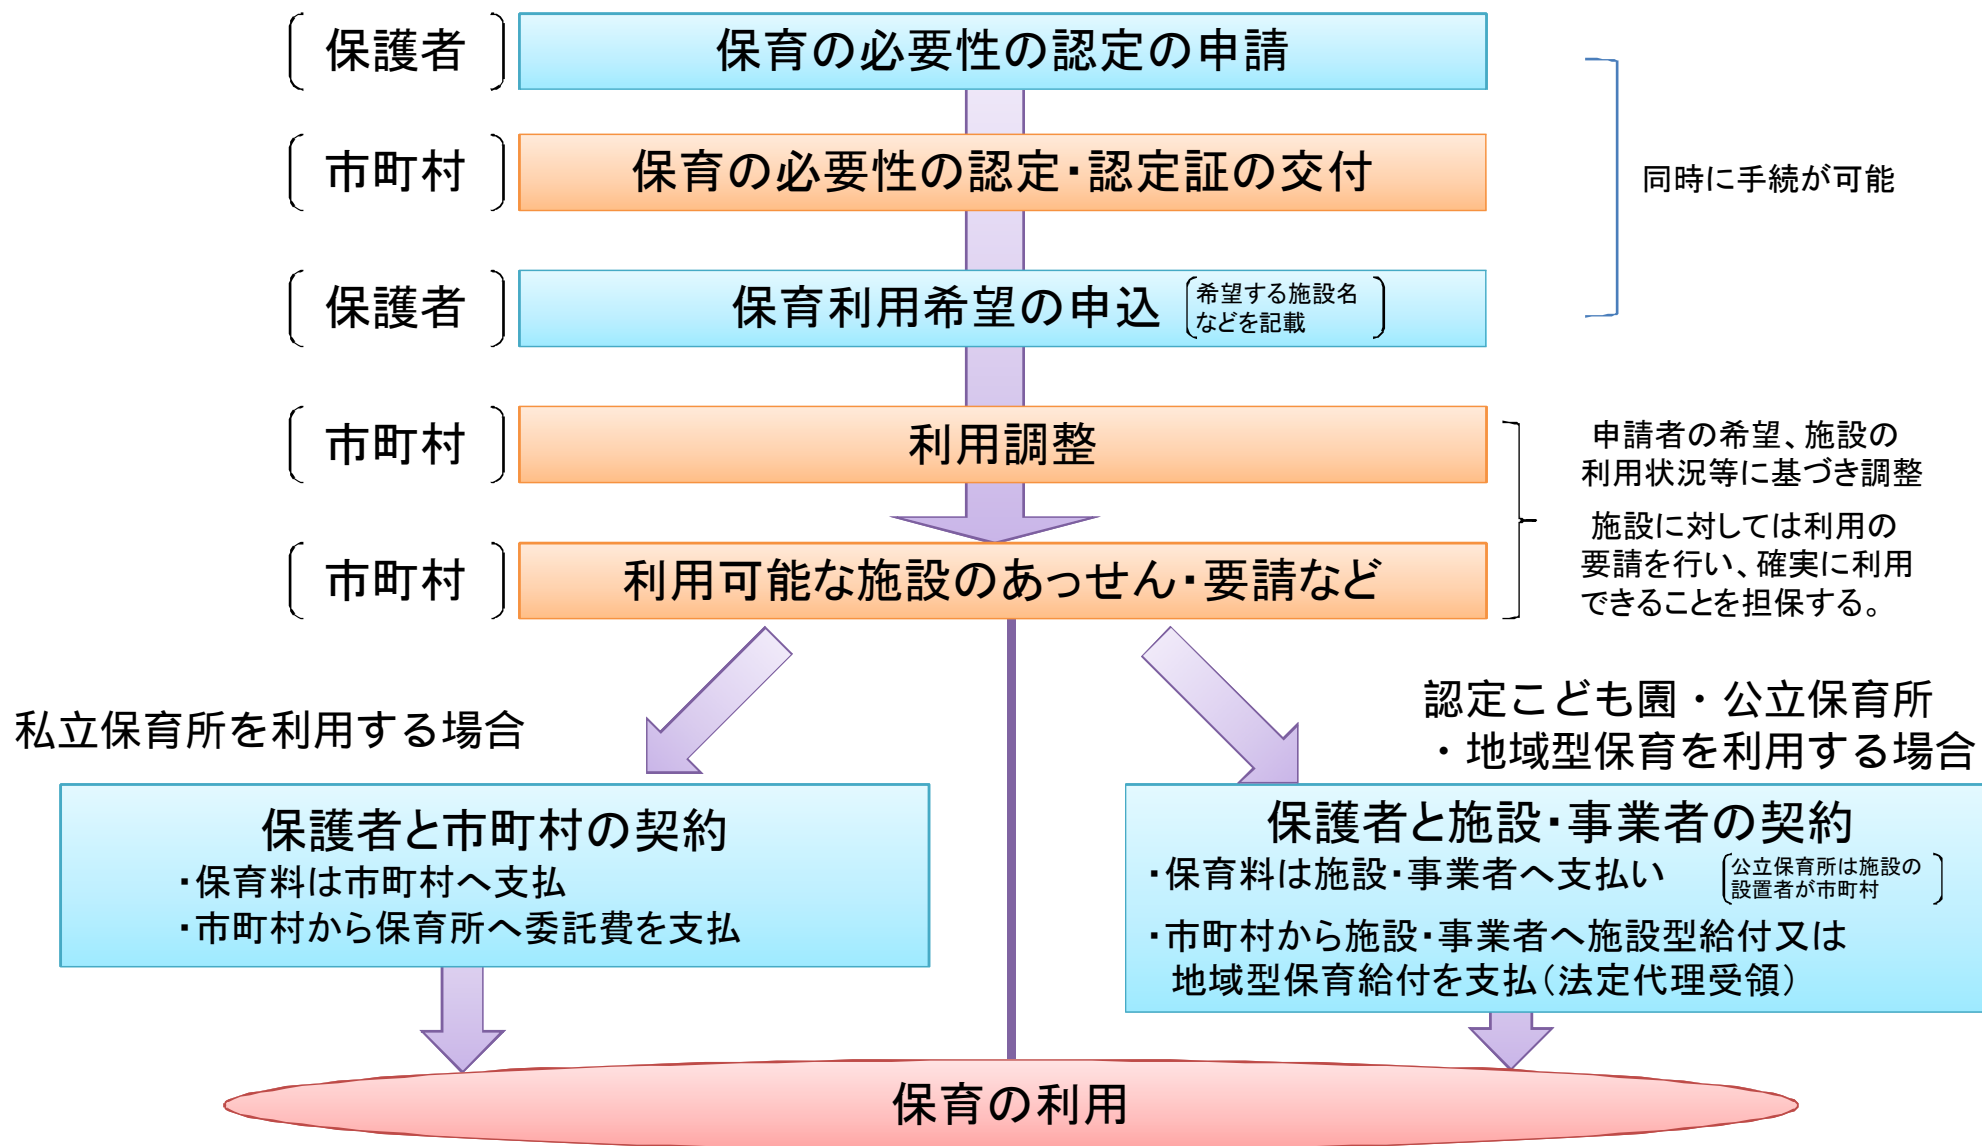 保護者
保育の必要性の認定の申請
市町村
保育の必要性の認定・認定証の交付
同時に手続が可能
保護者
保育利用希望の申込
希望する施設名
などを記載
市町村
利用調整
申請者の希望、施設の
利用状況等に基づき調整
施設に対しては利用の
要請を行い、確実に利用
できることを担保する。
市町村
利用可能な施設のあっせん・要請など
私立保育所を利用する場合
認定こども園・公立保育所
・地域型保育を利用する場合
保護者と市町村の契約
・保育料は市町村へ支払
・市町村から保育所へ委託費を支払
保護者と施設・事業者の契約
・保育料は施設・事業者へ支払い
公立保育所は施設の
設置者が市町村
・市町村から施設・事業者へ施設型給付又は
地域型保育給付を支払（法定代理受領）
保育の利用